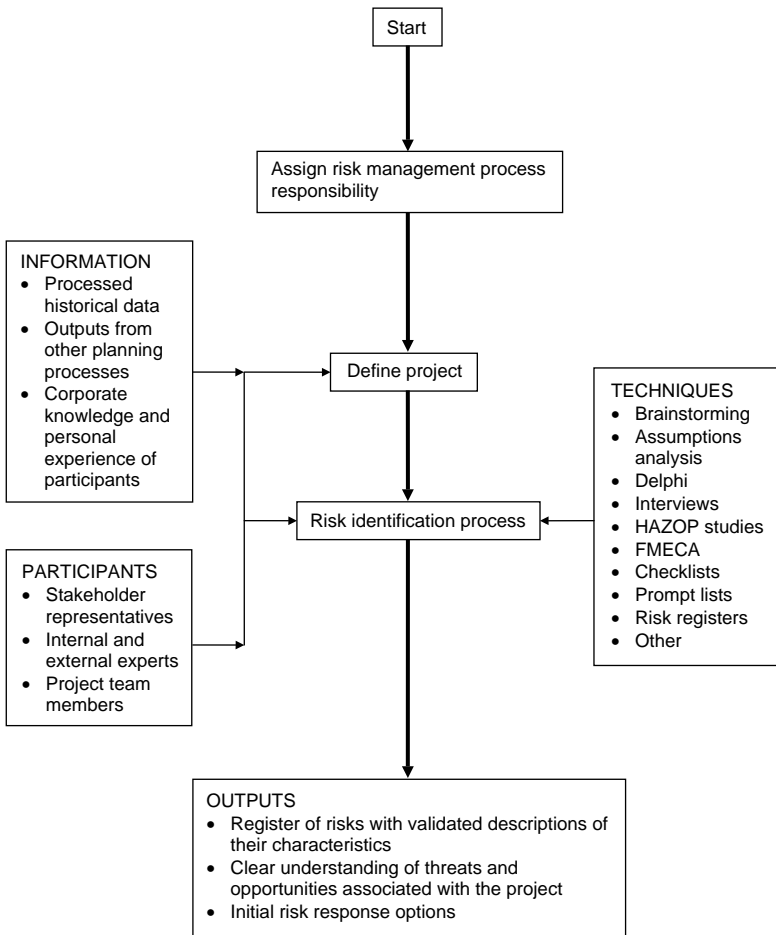 Start
Assign risk management process
responsibility
INFORMATION
• Processed
historical data
• Outputs from
other planning
processes
• Corporate
knowledge and
personal
experience of
participants
Define project
TECHNIQUES
• Brainstorming
• Assumptions
analysis
• Delphi
• Interviews
• HAZOP studies
• FMECA
• Checklists
• Prompt lists
• Risk registers
• Other
Risk identification process
PARTICIPANTS
• Stakeholder
representatives
• Internal and
external experts
• Project team
members
OUTPUTS
• Register of risks with validated descriptions of
their characteristics
• Clear understanding of threats and
opportunities associated with the project
• Initial risk response options